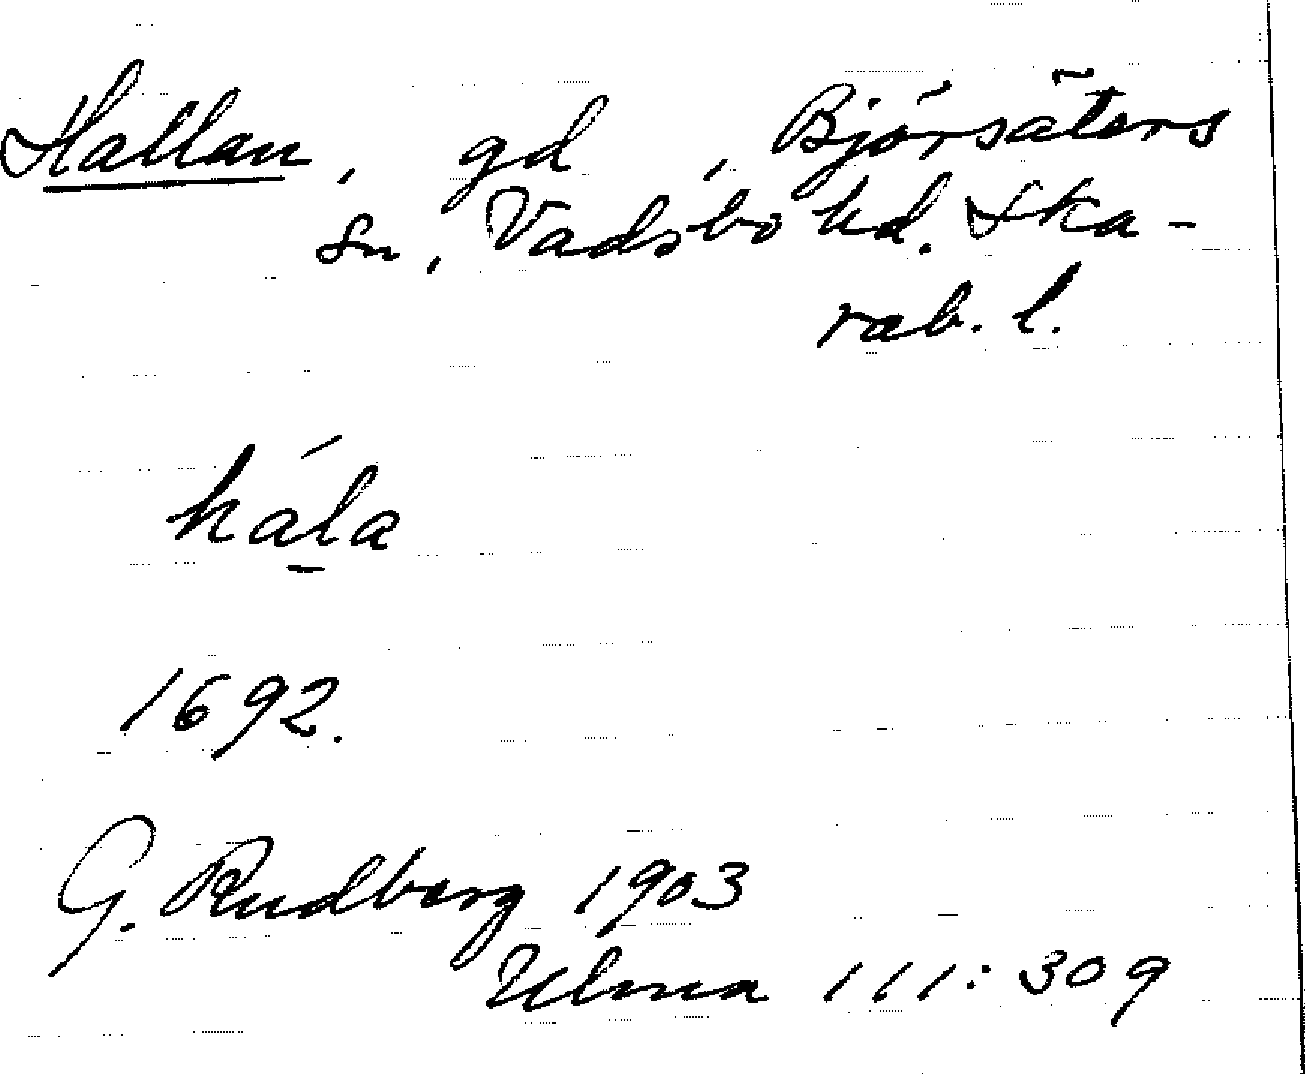 Hallan, gd, Björsäters
sn, Vadsbo hd. Ska-
rab. l.
hála
1692.
G. Rudberg 1903
Ulma 111:309